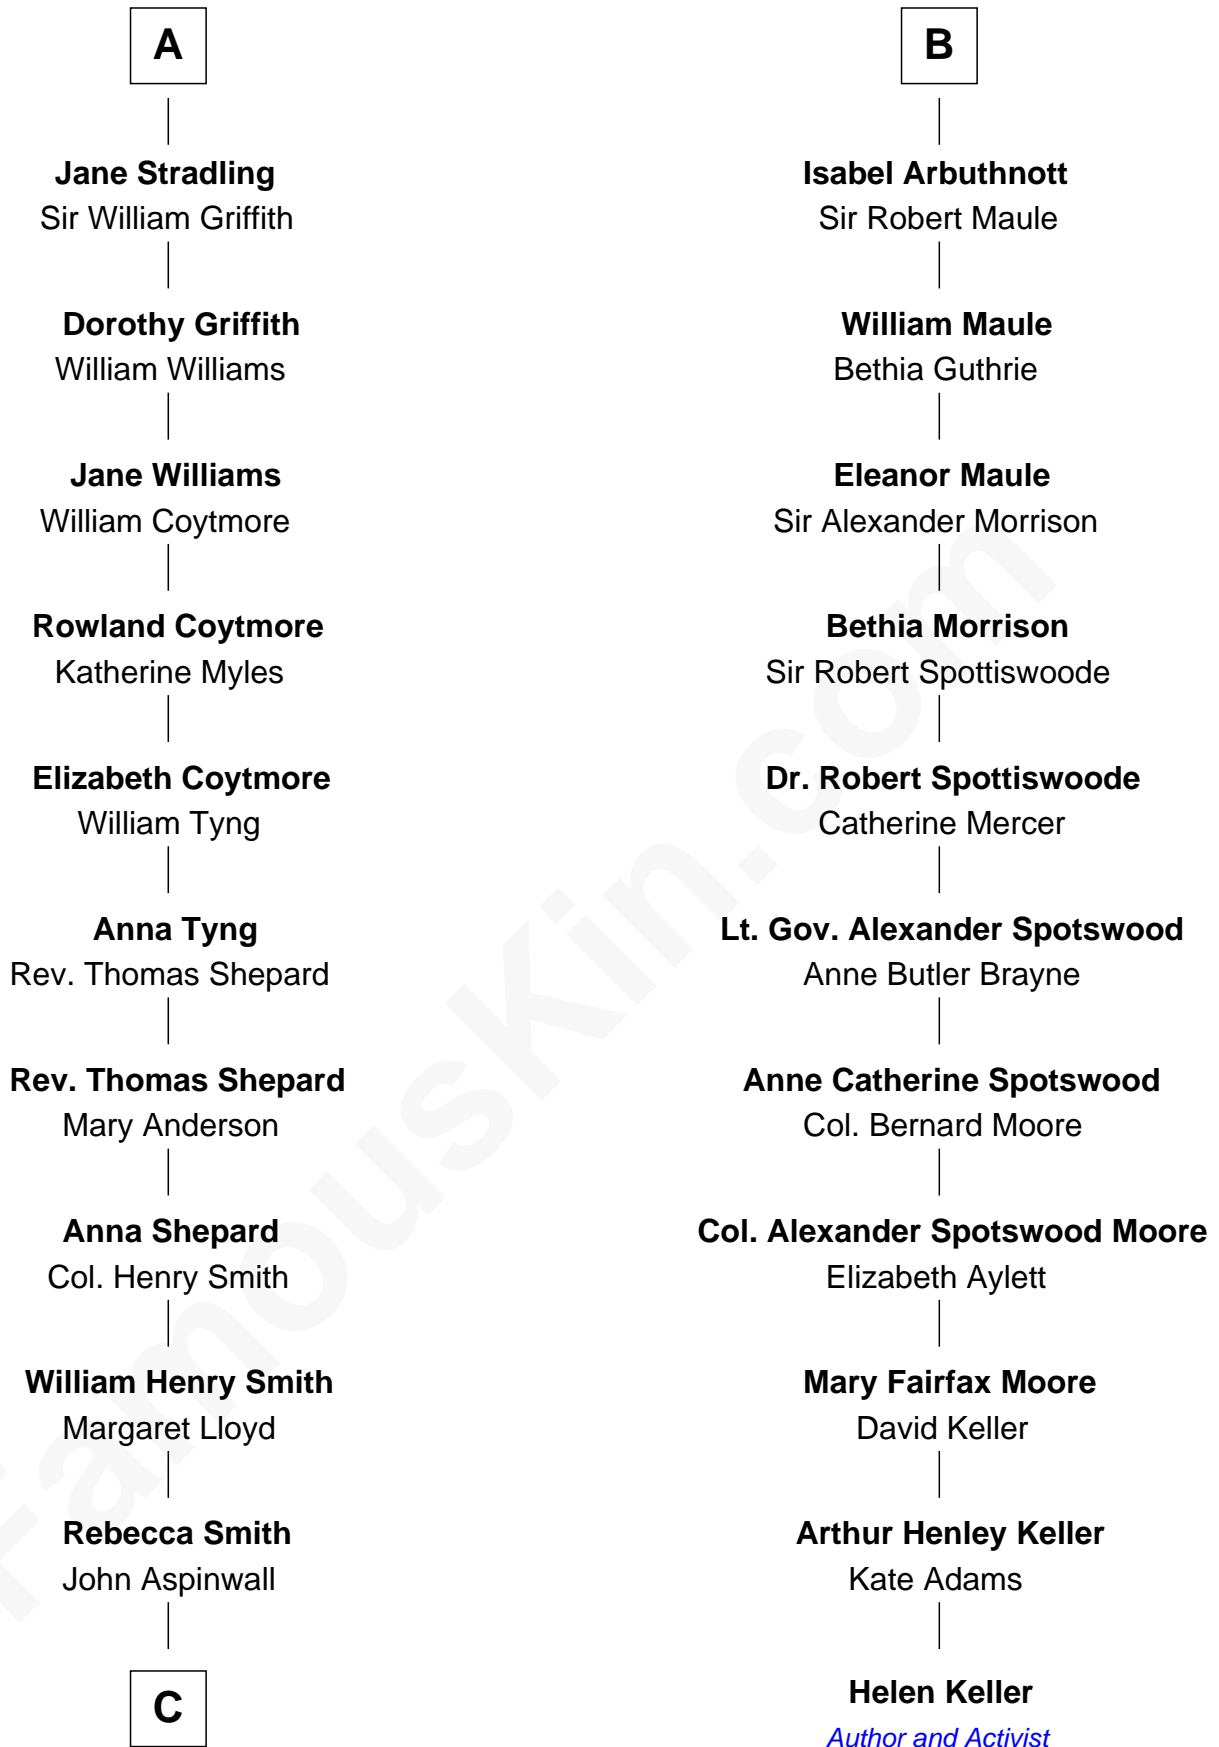 A
Jane Stradling
Sir William Griffith
Dorothy Griffith
William Williams
Jane Williams
William Coytmore
Rowland Coytmore
Katherine Myles
Elizabeth Coytmore
William Tyng
Anna Tyng
Rev. Thomas Shepard
Rev. Thomas Shepard
Mary Anderson
Anna Shepard
Col. Henry Smith
William Henry Smith
Margaret Lloyd
Rebecca Smith
John Aspinwall
C
B
Isabel Arbuthnott
Sir Robert Maule
William Maule
Bethia Guthrie
Eleanor Maule
Sir Alexander Morrison
Bethia Morrison
Sir Robert Spottiswoode
Dr. Robert Spottiswoode
Catherine Mercer
Lt. Gov. Alexander Spotswood
Anne Butler Brayne
Anne Catherine Spotswood
Col. Bernard Moore
Col. Alexander Spotswood Moore
Elizabeth Aylett
Mary Fairfax Moore
David Keller
Arthur Henley Keller
Kate Adams
Helen Keller
Author and Activist
FamousKin.com